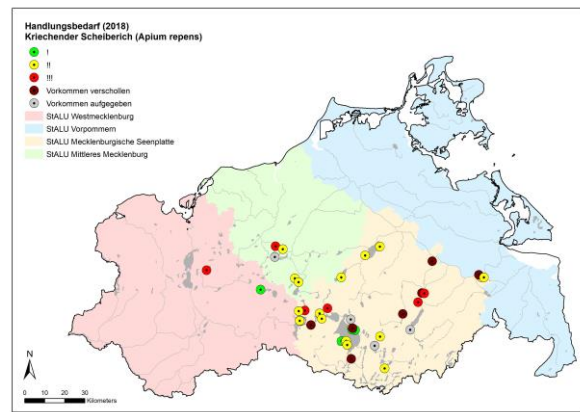 Handlungsbedarf (2018)
Kriechender Scheiberich (Apium repens)
!
!!
!!!
Vorkommen verschollen
Vorkommen aufgegeben
StALU Westmecklenburg
StALU Vorpommern
StALU Mecklenburgische Seenplatte
StALU Mittleres Mecklenburg
N
0 10 20 30
Kilometers